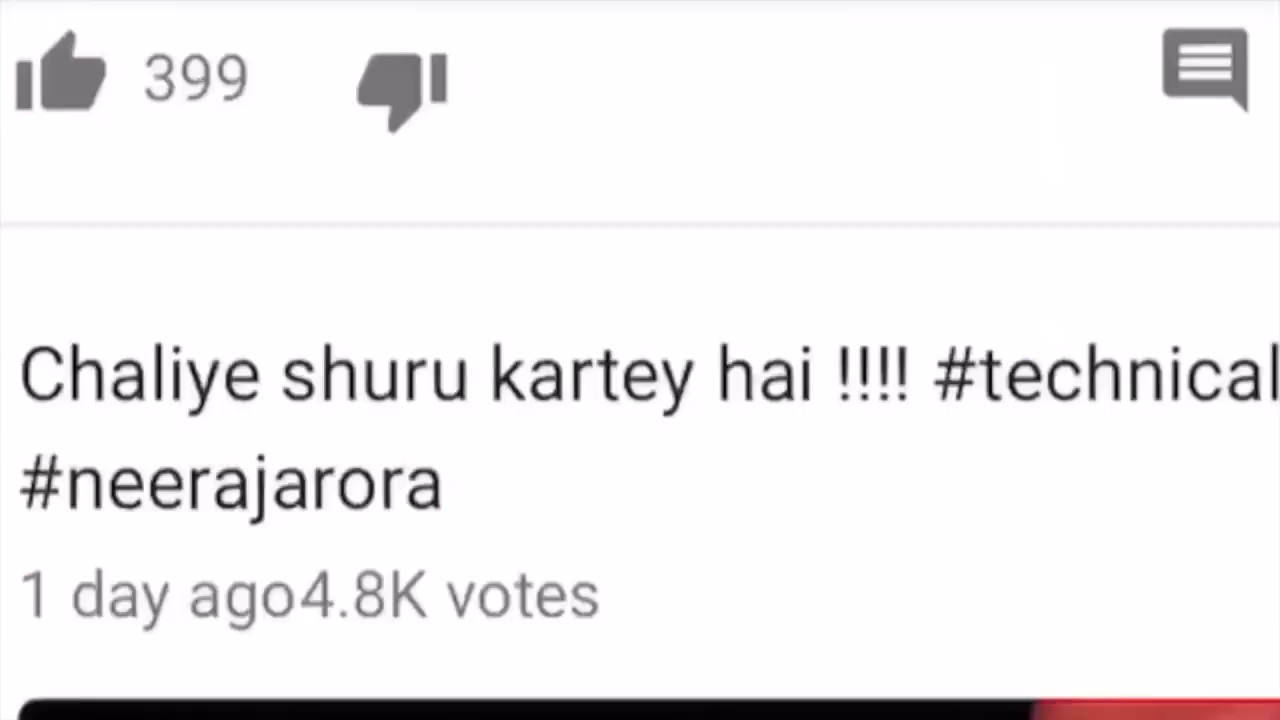 399
Chaliye shuru kartey hai !!!! #technical
#neerajarora
1 day ago4.8K votes